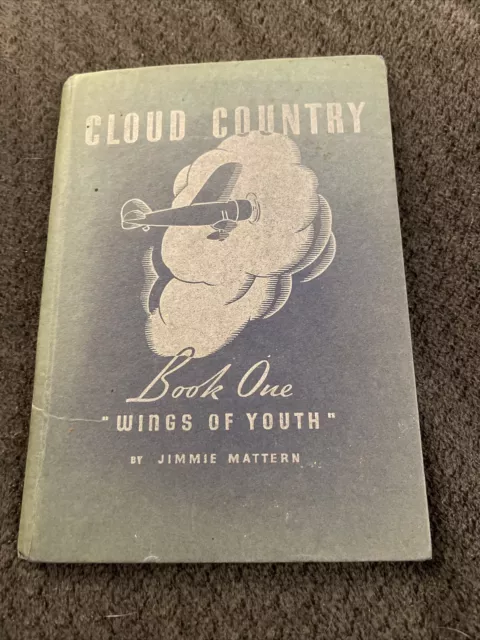 CLOUD COUNTRY
Book One
"WINGS OF YOUTH"
BY JIMMIE MATTERN